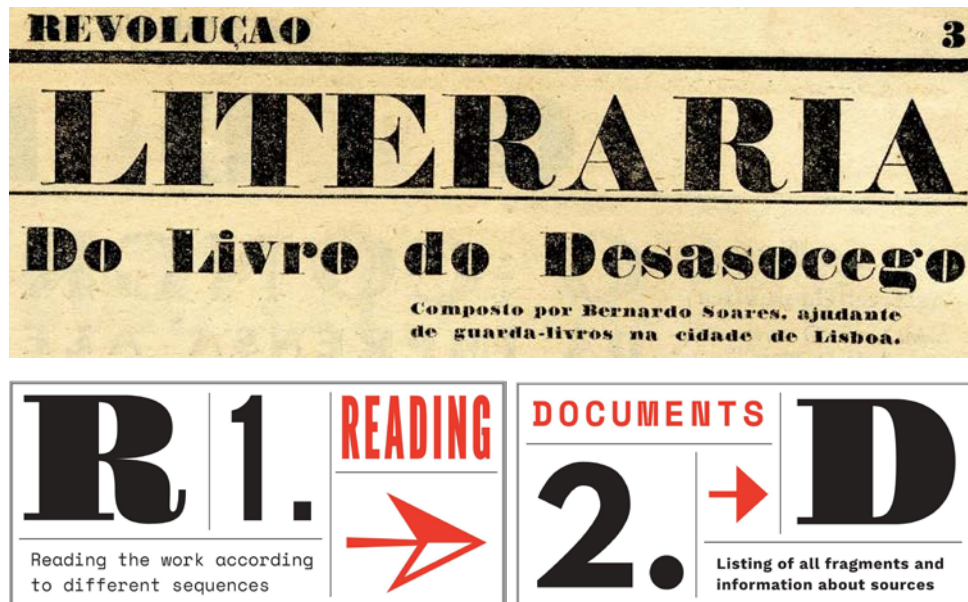 REVOLUÇAO 3
LITERARIA
Do Livro do Desasocego
Composto por Bernardo Soares, ajudante
de guarda-livros na cidade de Lisboa.
R 1. READING
Reading the work according
to different sequences
DOCUMENTS
2. D
Listing of all fragments and
information about sources